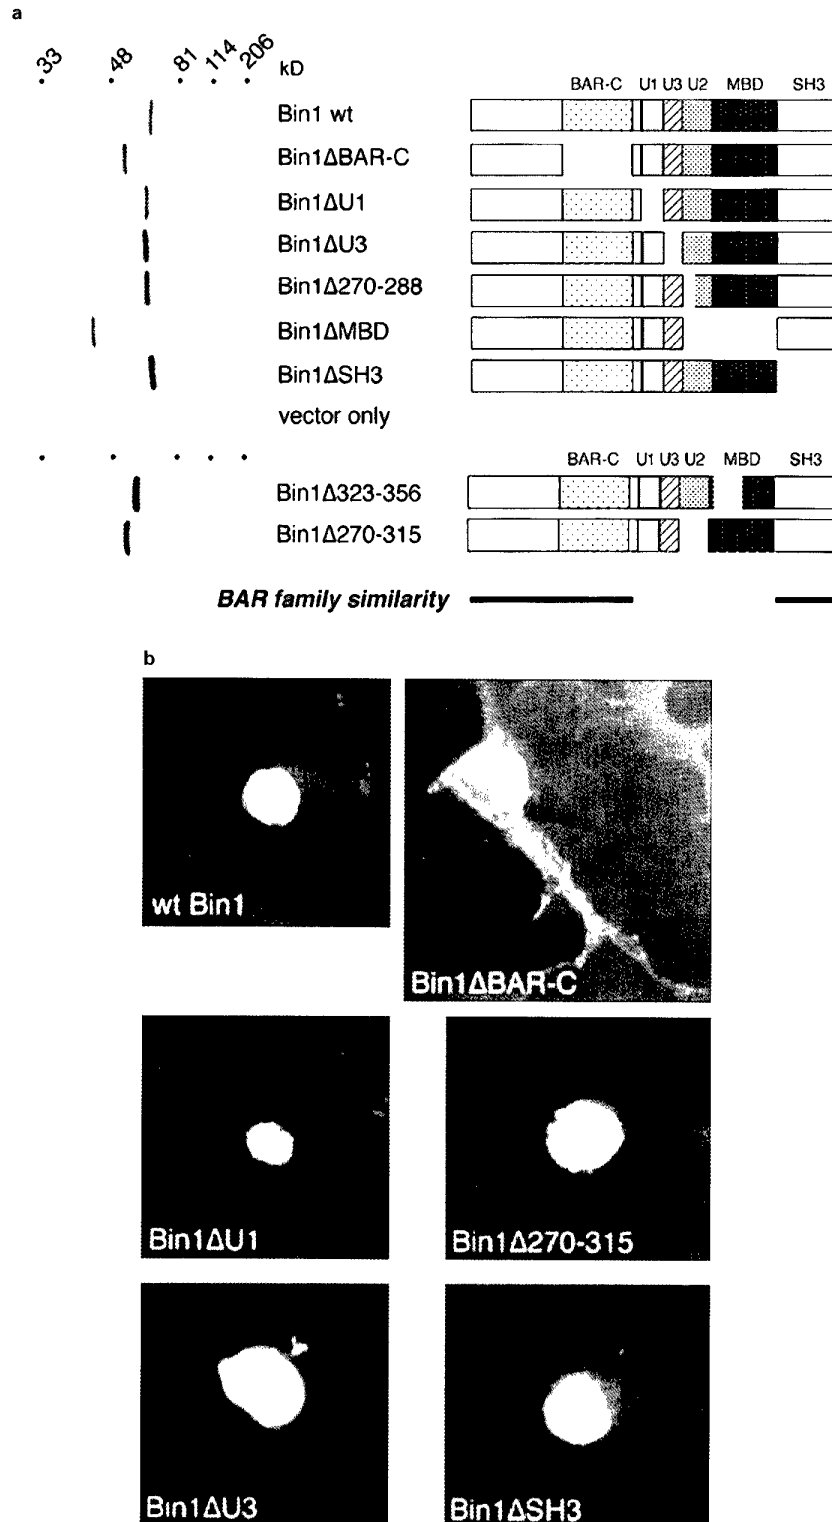 a
33 48 81 114 206 kD
BAR-C U1 U3 U2 MBD SH3
Bin1 wt
Bin1ΔBAR-C
Bin1ΔU1
Bin1ΔU3
Bin1Δ270-288
Bin1ΔMBD
Bin1ΔSH3
vector only
BAR-C U1 U3 U2 MBD SH3
Bin1Δ323-356
Bin1Δ270-315
BAR family similarity
b
wt Bin1
Bin1ΔBAR-C
Bin1ΔU1
Bin1Δ270-315
Bin1ΔU3
Bin1ΔSH3